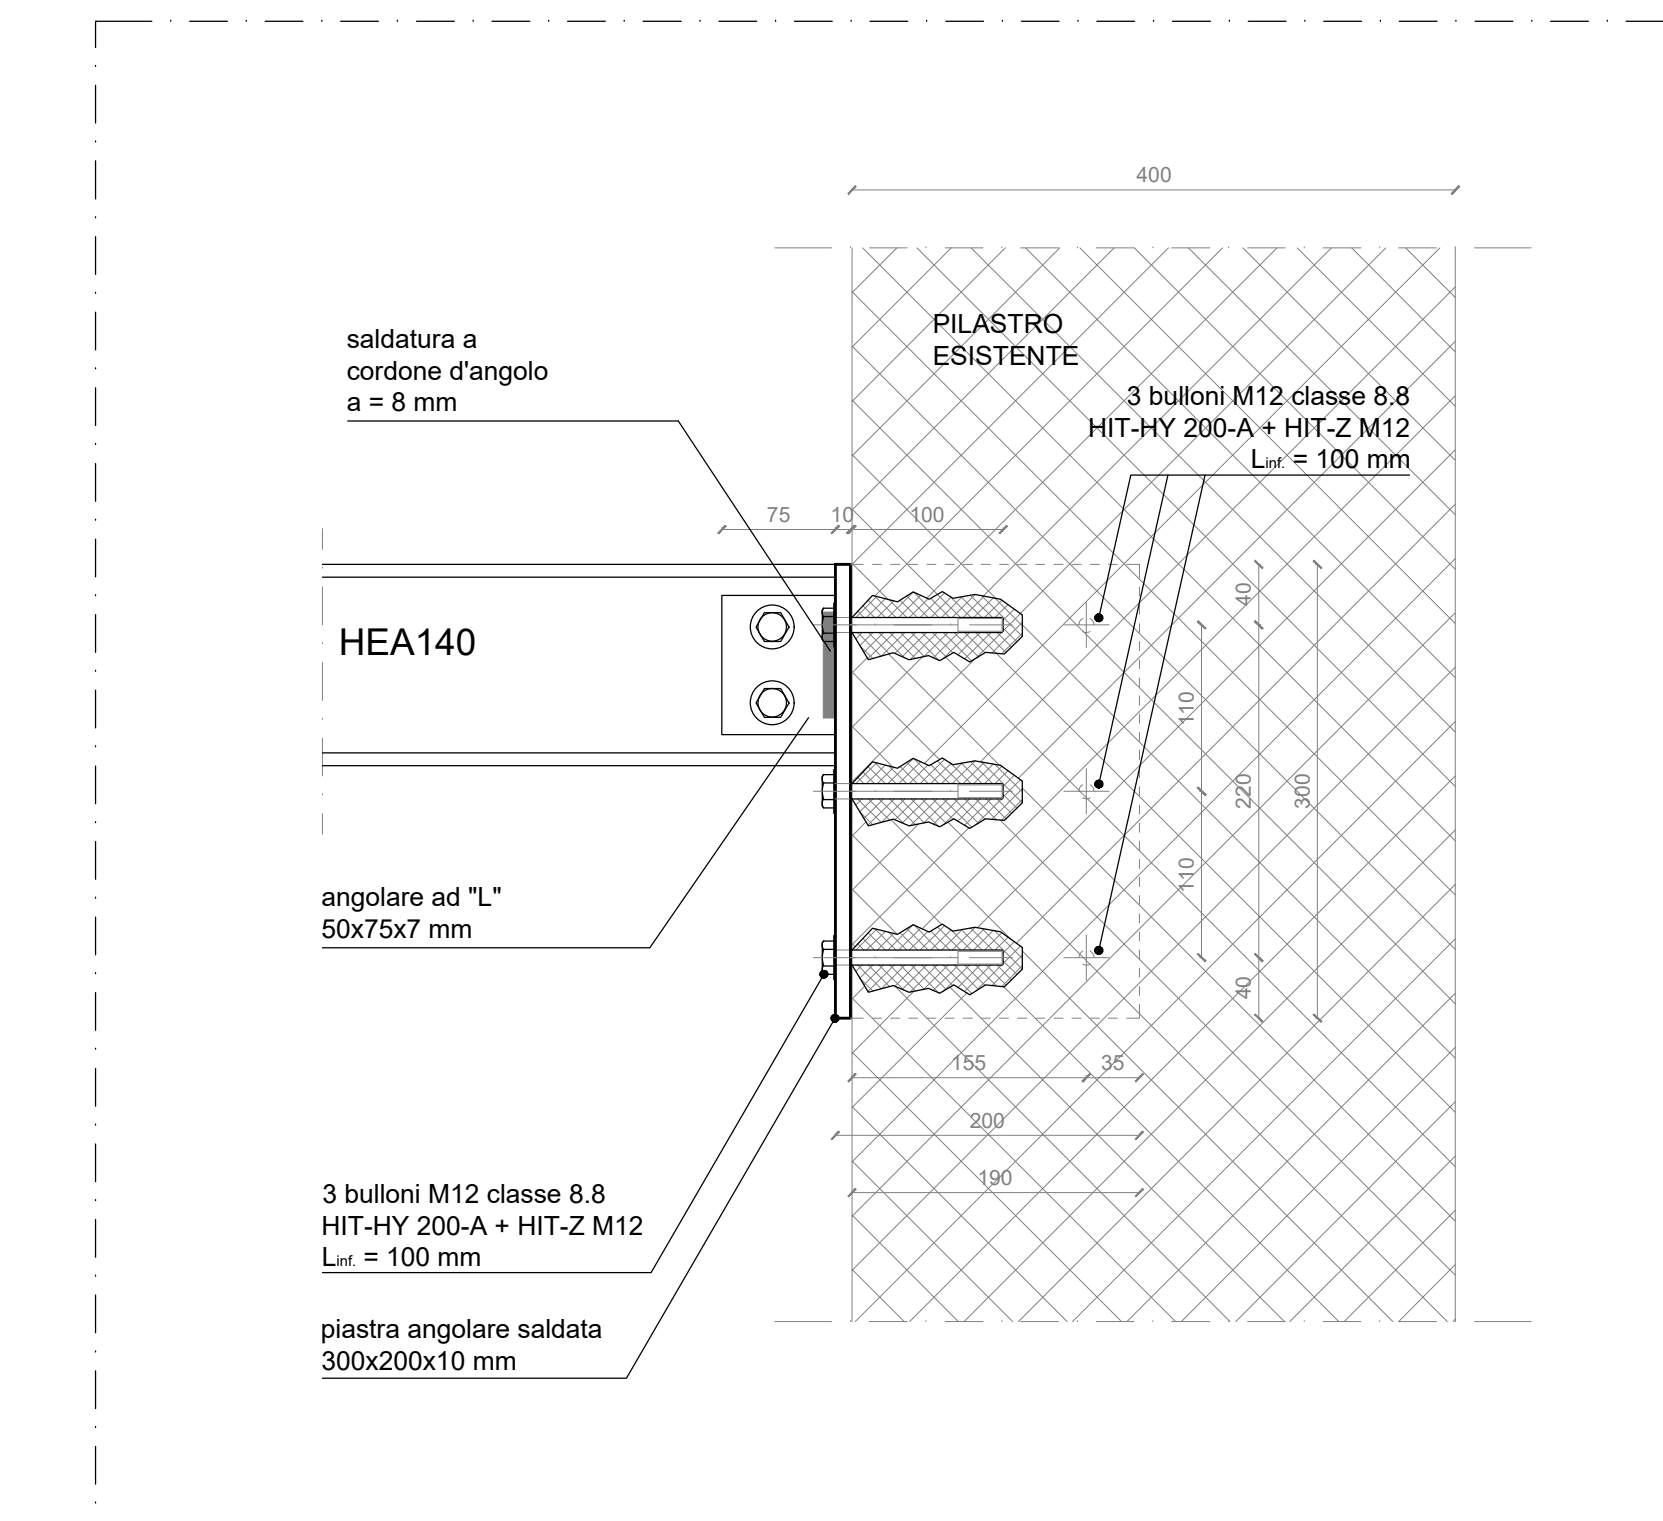 400
PILASTRO
ESISTENTE
saldatura a
cordone d'angolo
a = 8 mm
3 bulloni M12 classe 8.8
HIT-HY 200-A + HIT-Z M12
Linf. = 100 mm
75
10
100
HEA140
40
110
220
300
110
40
angolare ad "L"
50x75x7 mm
155
35
200
190
3 bulloni M12 classe 8.8
HIT-HY 200-A + HIT-Z M12
Linf. = 100 mm
piastra angolare saldata
300x200x10 mm